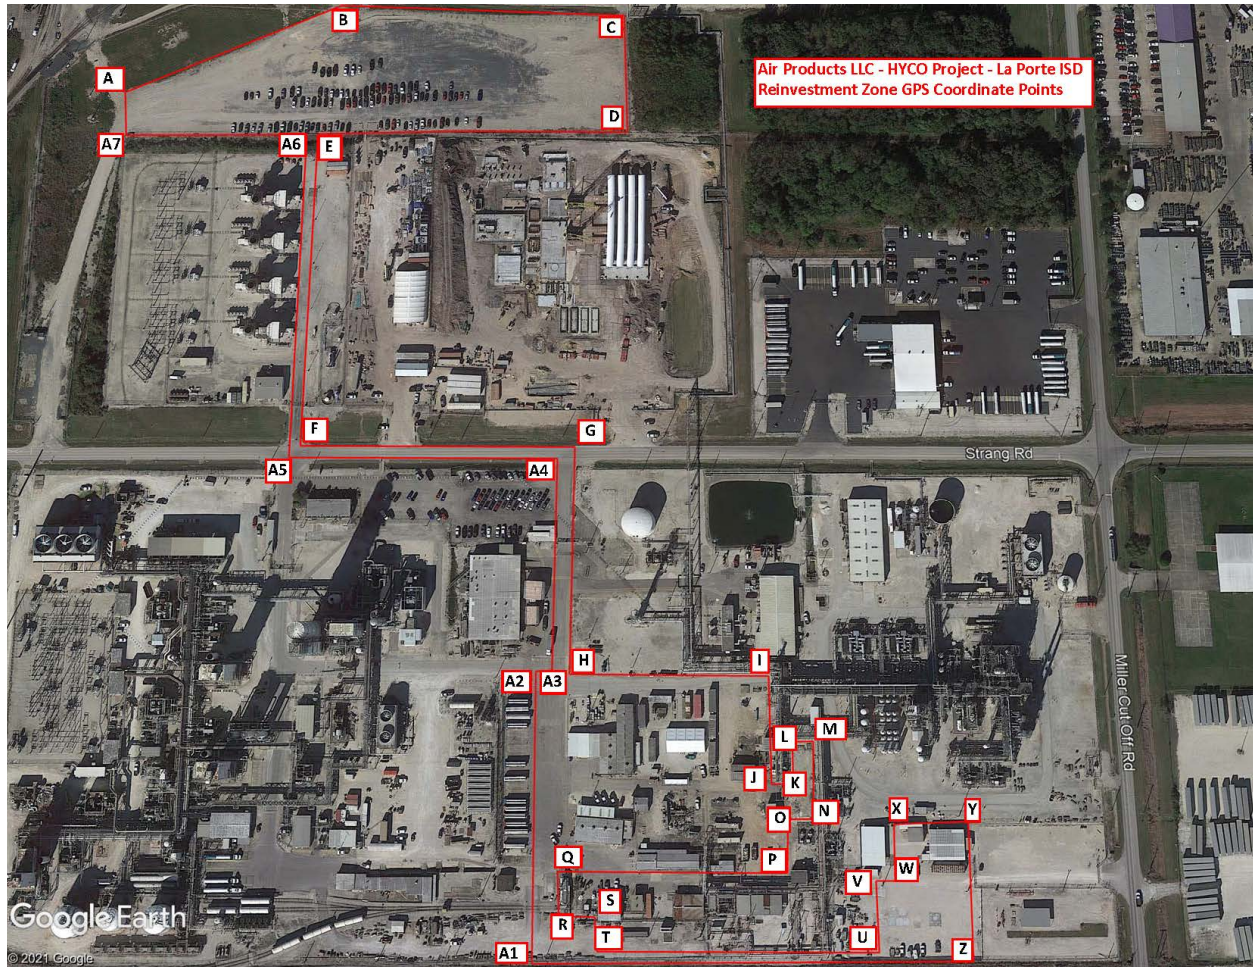 B
C
Air Products LLC - HYCO Project - La Porte ISD
Reinvestment Zone GPS Coordinate Points
A
D
A7
A6
E
F
G
Strang Rd
A5
A4
H
I
A2
A3
Miller Cut Off Rd
L
M
J
K
X
Y
O
N
Q
P
W
V
S
R
T
U
Z
A1
Google Earth
© 2021 Google